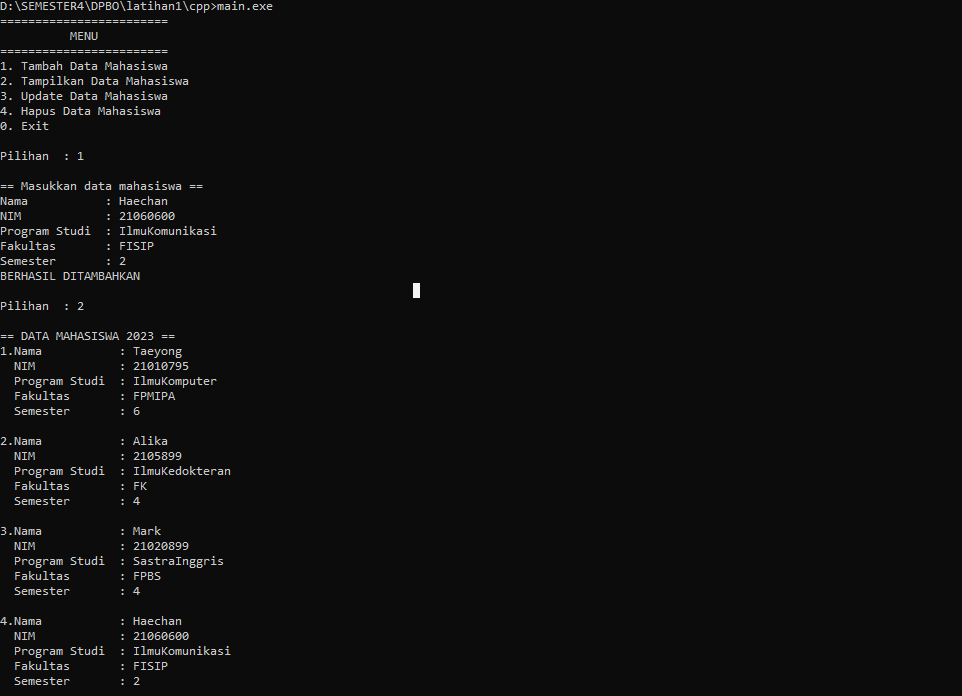 D:\SEMESTER4\DPBO\latihan1\cpp>main.exe
========================
          MENU
========================
1. Tambah Data Mahasiswa
2. Tampilkan Data Mahasiswa
3. Update Data Mahasiswa
4. Hapus Data Mahasiswa
0. Exit

Pilihan  : 1

== Masukkan data mahasiswa ==
Nama           : Haechan
NIM            : 21060600
Program Studi  : IlmuKomunikasi
Fakultas       : FISIP
Semester       : 2
BERHASIL DITAMBAHKAN

Pilihan  : 2

== DATA MAHASISWA 2023 ==
1.Nama           : Taeyong
  NIM            : 21010795
  Program Studi  : IlmuKomputer
  Fakultas       : FPMIPA
  Semester       : 6

2.Nama           : Alika
  NIM            : 2105899
  Program Studi  : IlmuKedokteran
  Fakultas       : FK
  Semester       : 4

3.Nama           : Mark
  NIM            : 21020899
  Program Studi  : SastraInggris
  Fakultas       : FPBS
  Semester       : 4

4.Nama           : Haechan
  NIM            : 21060600
  Program Studi  : IlmuKomunikasi
  Fakultas       : FISIP
  Semester       : 2